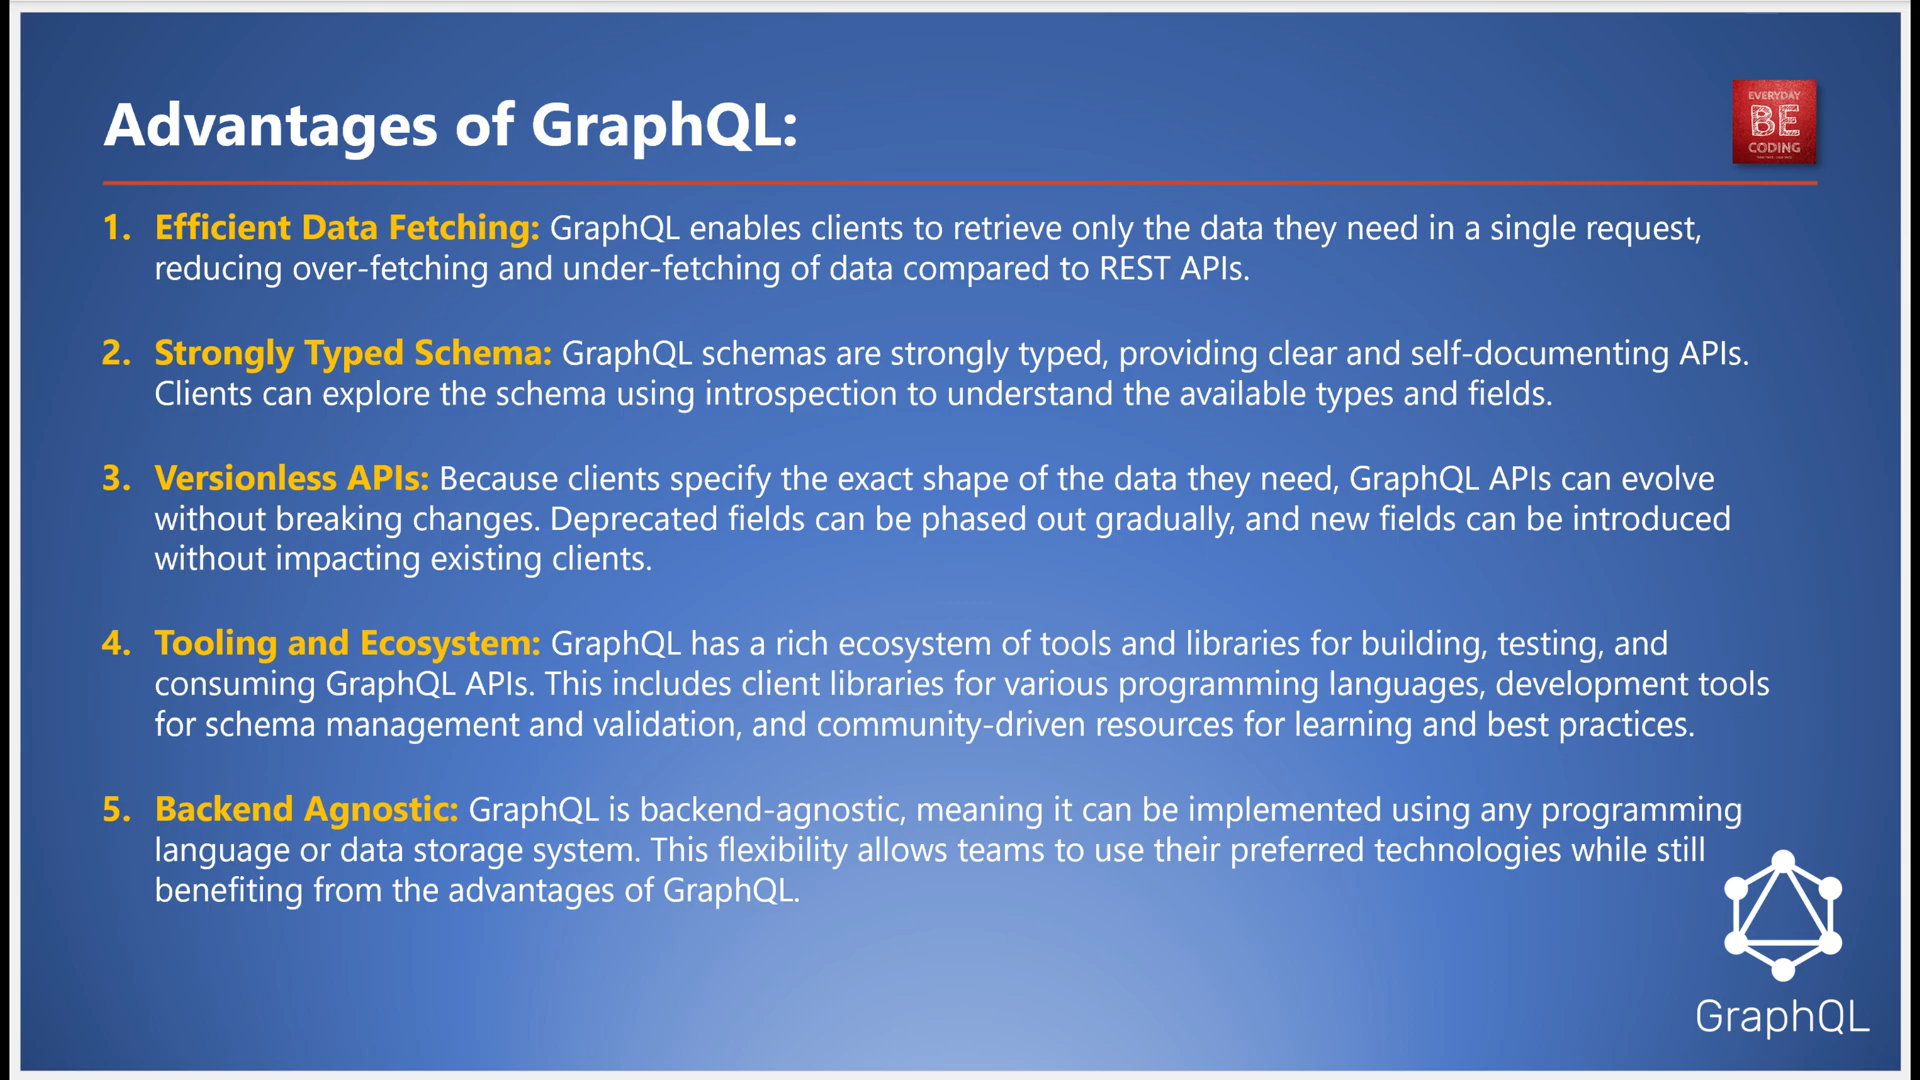 Advantages of GraphQL:
EVERYDAY
BE
CODING
1. Efficient Data Fetching: GraphQL enables clients to retrieve only the data they need in a single request,
reducing over-fetching and under-fetching of data compared to REST APIs.
2. Strongly Typed Schema: GraphQL schemas are strongly typed, providing clear and self-documenting APIs.
Clients can explore the schema using introspection to understand the available types and fields.
3. Versionless APIs: Because clients specify the exact shape of the data they need, GraphQL APIs can evolve
without breaking changes. Deprecated fields can be phased out gradually, and new fields can be introduced
without impacting existing clients.
4. Tooling and Ecosystem: GraphQL has a rich ecosystem of tools and libraries for building, testing, and
consuming GraphQL APIs. This includes client libraries for various programming languages, development tools
for schema management and validation, and community-driven resources for learning and best practices.
5. Backend Agnostic: GraphQL is backend-agnostic, meaning it can be implemented using any programming
language or data storage system. This flexibility allows teams to use their preferred technologies while still
benefiting from the advantages of GraphQL.
GraphQL